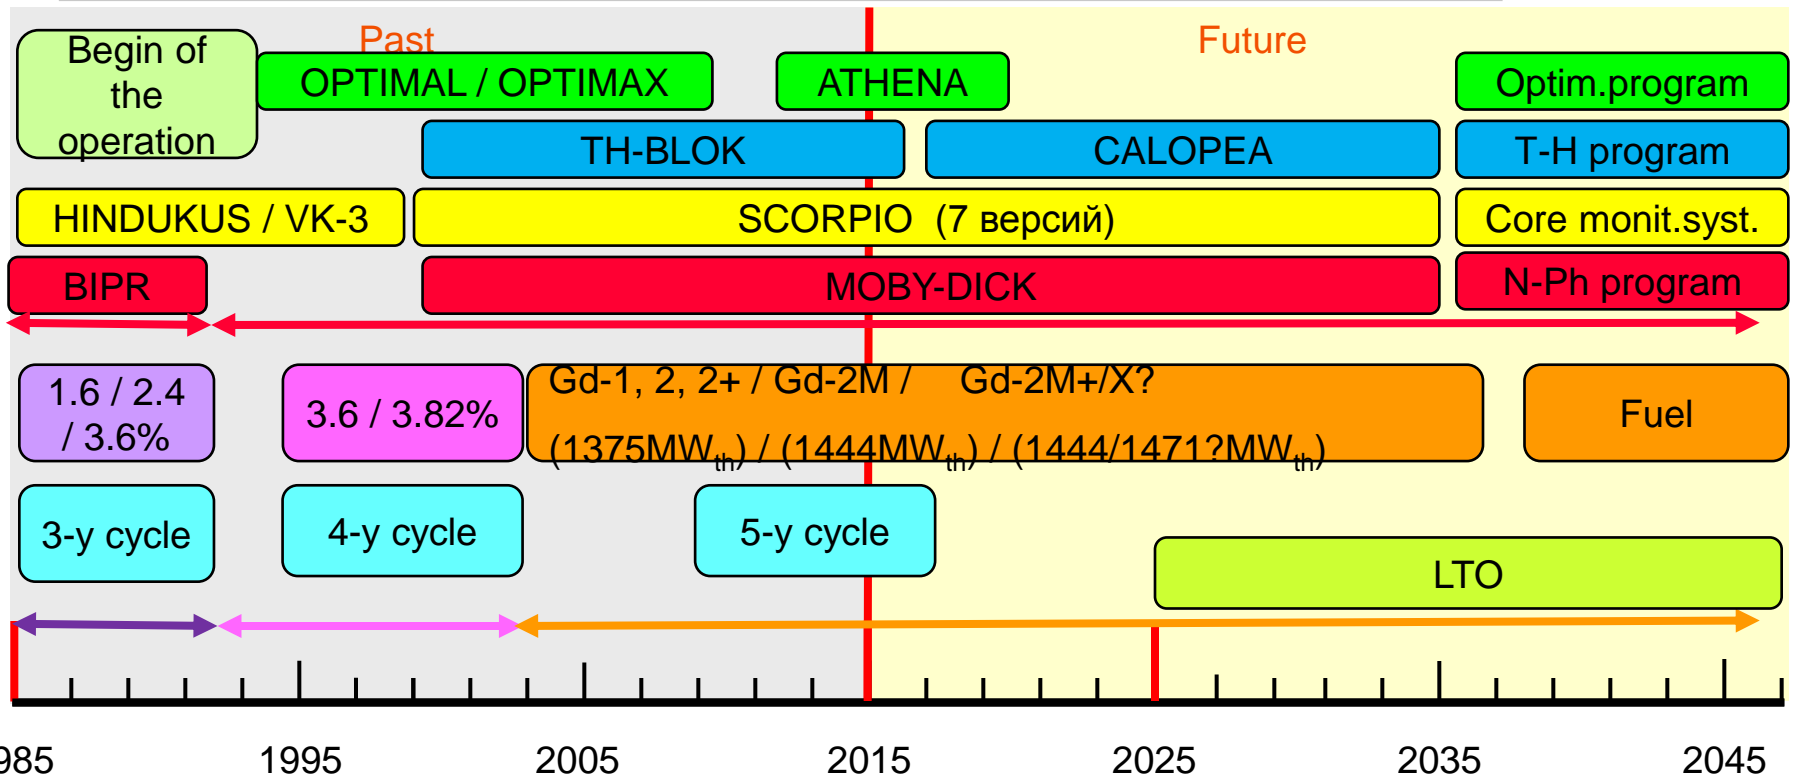 Past
Future
Begin of
the
operation
OPTIMAL / OPTIMAX
ATHENA
Optim.program
TH-BLOK
CALOPEA
T-H program
HINDUKUS / VK-3
SCORPIO (7 версий)
Core monit.syst.
BIPR
MOBY-DICK
N-Ph program
1.6 / 2.4
/ 3.6%
3.6 / 3.82%
Gd-1, 2, 2+ / Gd-2M / Gd-2M+/X?
(1375MWth) / (1444MWth) / (1444/1471?MWth)
Fuel
3-y cycle
4-y cycle
5-y cycle
LTO
985
1995
2005
2015
2025
2035
2045